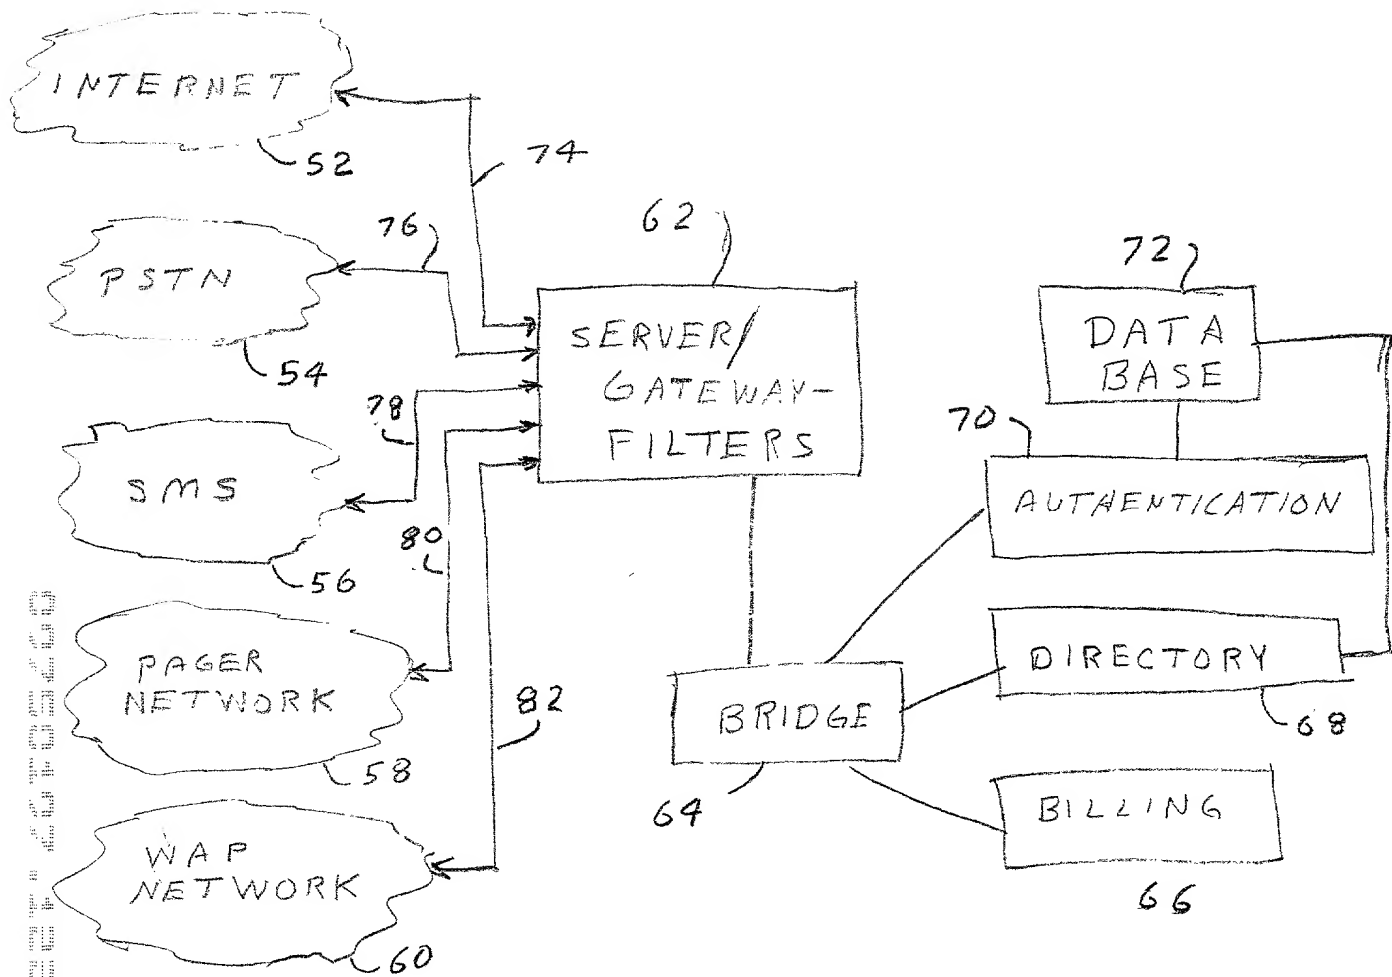 INTERNET
52
74
PSTN
54
76
SMS
56
78
PAGER
NETWORK
58
80
WAP
NETWORK
60
82
62
SERVER/
GATEWAY-
FILTERS
BRIDGE
64
72
DATA
BASE
70
AUTHENTICATION
DIRECTORY
68
BILLING
66